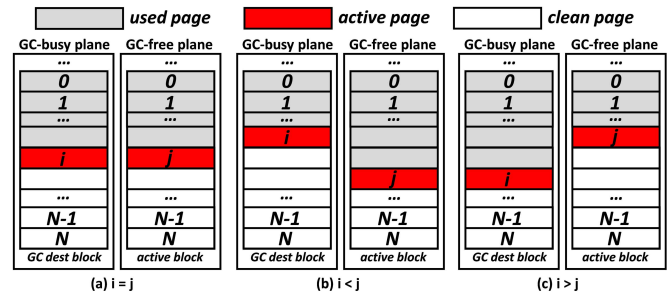 used page active page clean page
GC-busy plane GC-free plane GC-busy plane GC-free plane GC-busy plane GC-free plane
... ... ... ... ... ...
0 0 0 0 0 0
1 1 1 1 1 1
... ... ... ... ... ...
i j
i j
j i
... ... ... ... ... ...
N-1 N-1 N-1 N-1 N-1 N-1
N N N N N N
GC dest block active block GC dest block active block GC dest block active block
(a) i = j (b) i < j (c) i > j